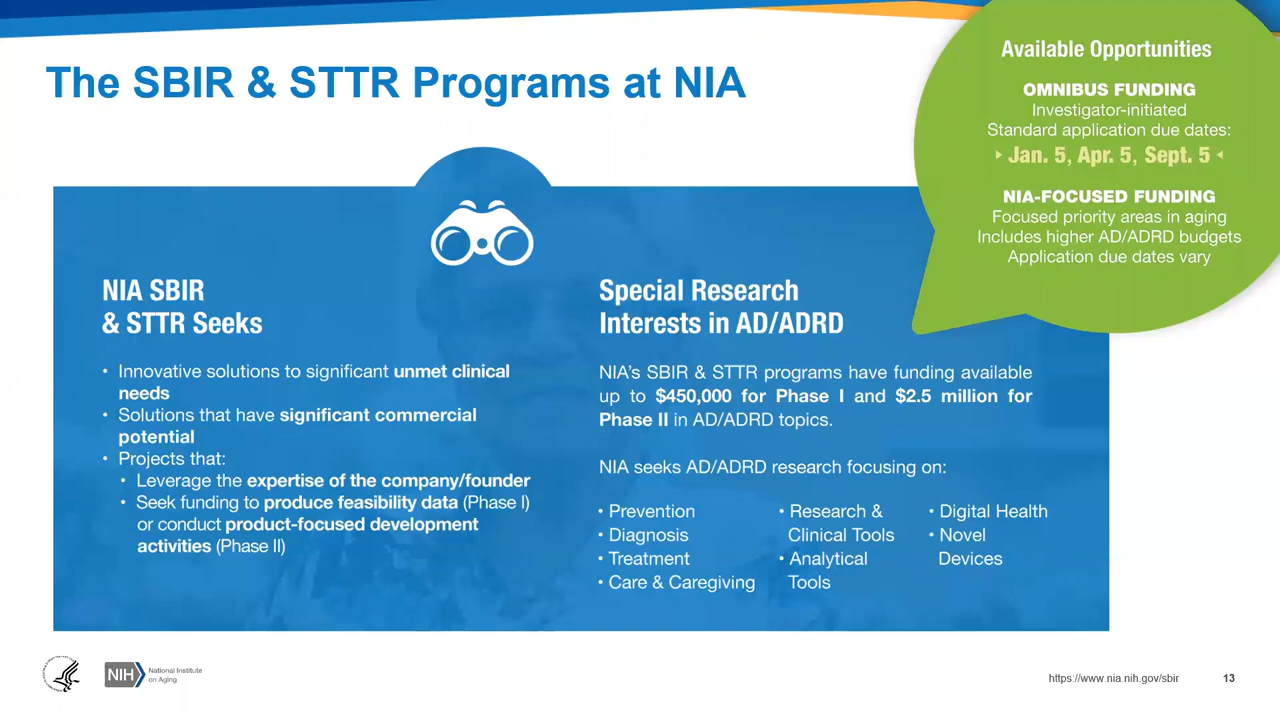 The SBIR & STTR Programs at NIA
Available Opportunities
OMNIBUS FUNDING
Investigator-initiated
Standard application due dates:
Jan. 5, Apr. 5, Sept. 5
NIA-FOCUSED FUNDING
Focused priority areas in aging
Includes higher AD/ADRD budgets
Application due dates vary
NIA SBIR
& STTR Seeks
• Innovative solutions to significant unmet clinical
needs
• Solutions that have significant commercial
potential
• Projects that:
• Leverage the expertise of the company/founder
• Seek funding to produce feasibility data (Phase I)
or conduct product-focused development
activities (Phase II)
Special Research
Interests in AD/ADRD
NIA's SBIR & STTR programs have funding available
up to $450,000 for Phase I and $2.5 million for
Phase II in AD/ADRD topics.
NIA seeks AD/ADRD research focusing on:
• Prevention
• Diagnosis
• Treatment
• Care & Caregiving
• Research &
Clinical Tools
• Analytical
Tools
• Digital Health
• Novel
Devices
NIH
National Institute
on Aging
https://www.nia.nih.gov/sbir
13